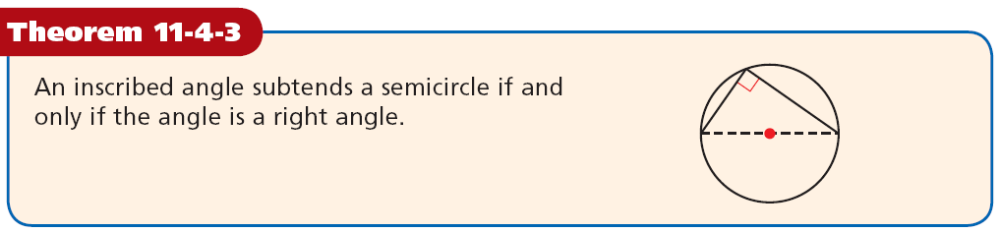 Theorem 11-4-3
An inscribed angle subtends a semicircle if and
only if the angle is a right angle.